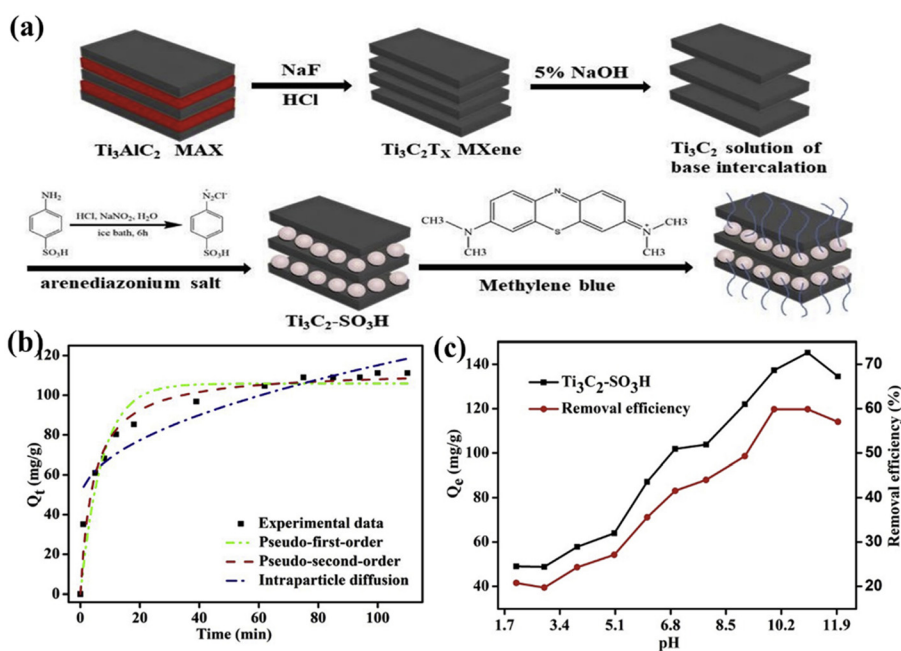 (a)
NaF
HCl
5% NaOH
Ti₃AlC₂ MAX
Ti₃C₂Tₓ MXene
Ti₃C₂ solution of
base intercalation
NH₂
SO₃H
HCl, NaNO₂, H₂O
ice bath, 6h
N₂Cl⁻
SO₃H
arenediazonium salt
Ti₃C₂-SO₃H
N
CH3
N
CH3
S
N⁺
CH₃
CH₃
Methylene blue
(b)
120
100
80
60
40
20
0
Qₜ (mg/g)
Experimental data
Pseudo-first-order
Pseudo-second-order
Intraparticle diffusion
0 20 40 60 80 100
Time (min)
(c)
140
120
100
80
60
40
Qₑ (mg/g)
Ti₃C₂-SO₃H
Removal efficiency
70
60
50
40
30
20
Removal efficiency (%)
1.7 3.4 5.1 6.8 8.5 10.2 11.9
pH